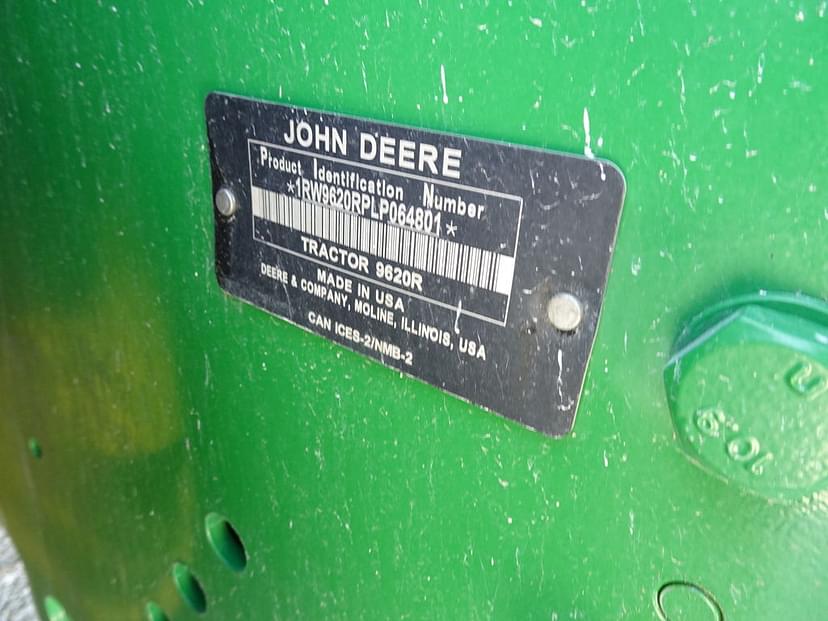 JOHN DEERE
Product Identification Number
*1RW9620RPLP064801*
TRACTOR 9620R
MADE IN USA
DEERE & COMPANY, MOLINE, ILLINOIS, USA
CAN ICES-2/NMB-2
10.9